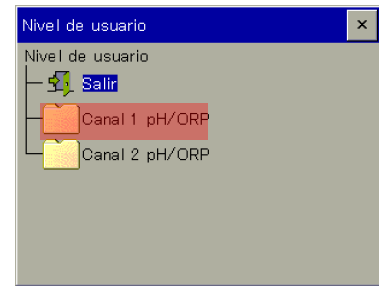 Nivel de usuario
Nivel de usuario
Salir
Canal 1 pH/ORP
Canal 2 pH/ORP